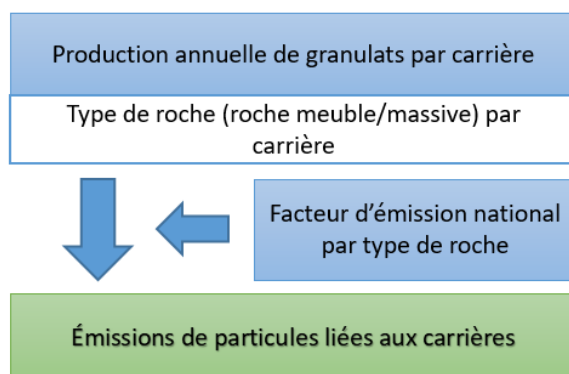 Production annuelle de granulats par carrière
Type de roche (roche meuble/massive) par
carrière
Facteur d'émission national
par type de roche
Émissions de particules liées aux carrières